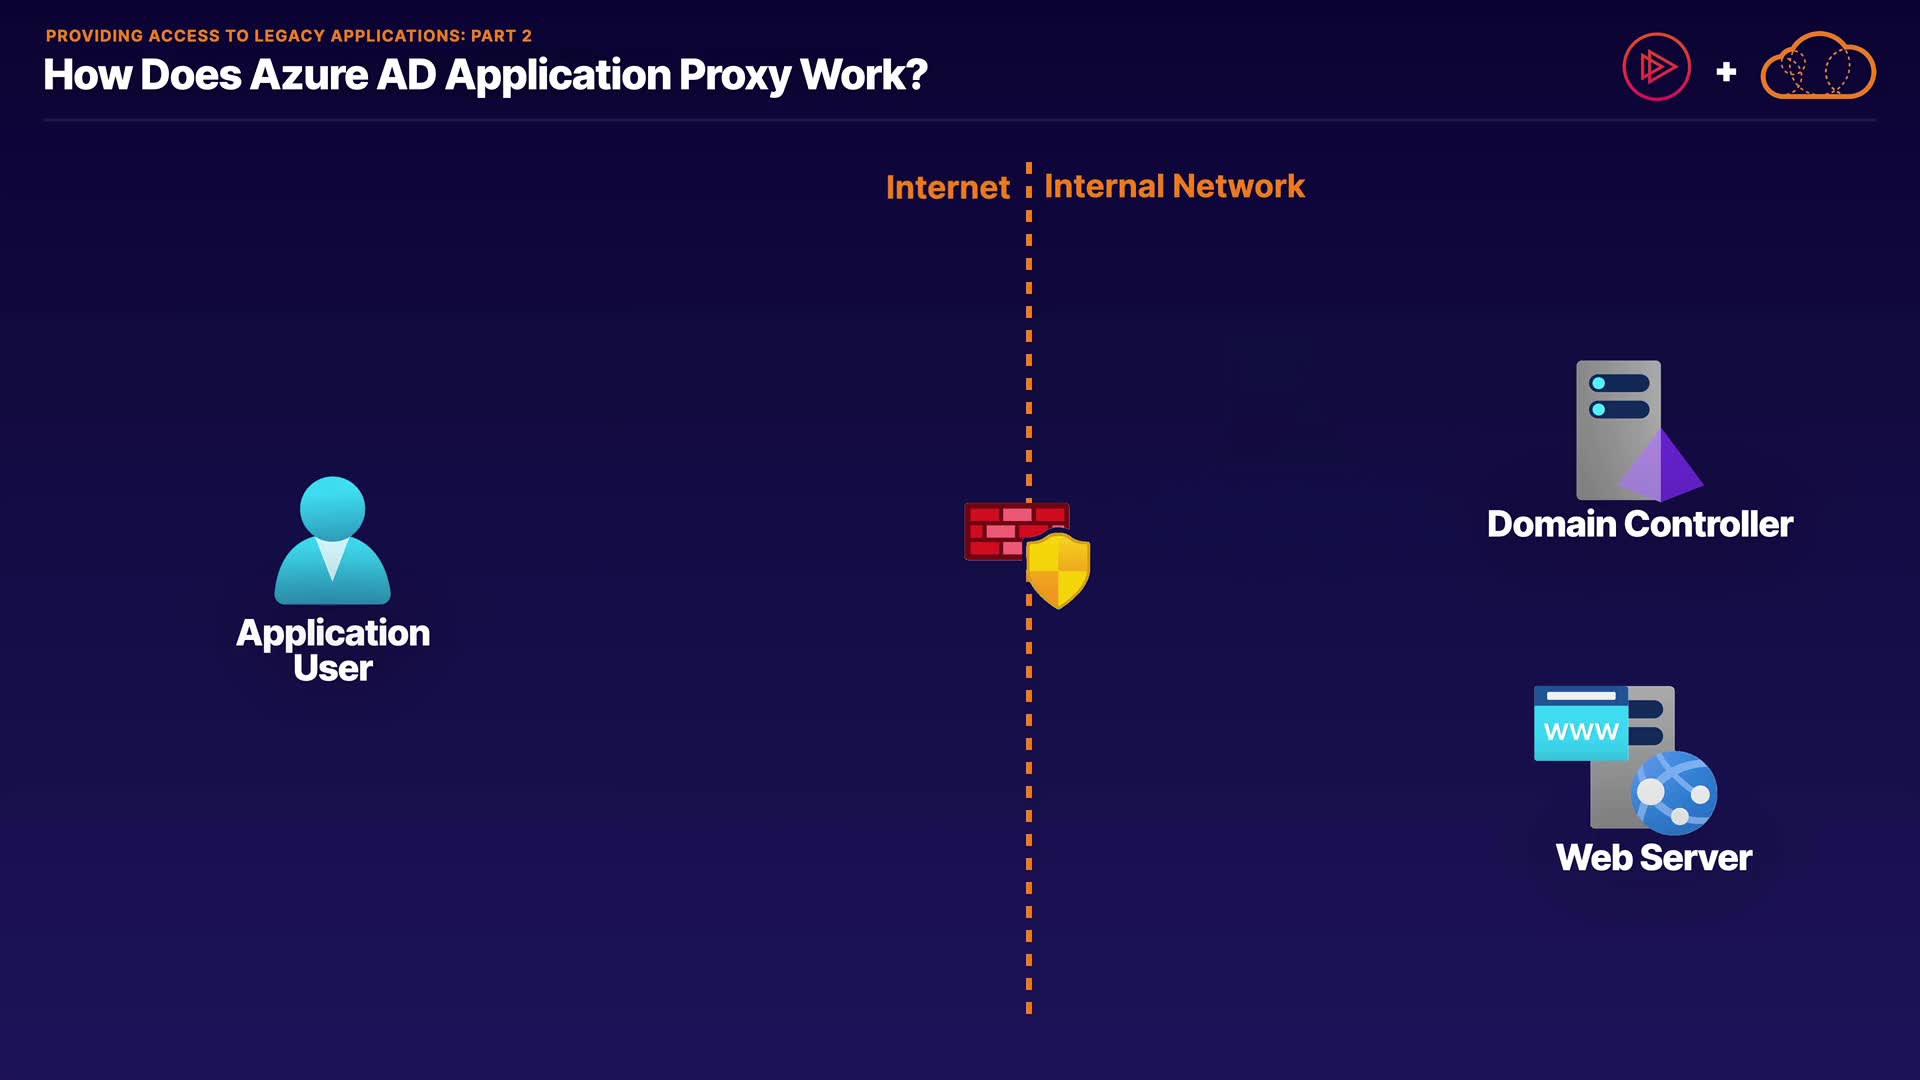 PROVIDING ACCESS TO LEGACY APPLICATIONS: PART 2
How Does Azure AD Application Proxy Work?
Internet
Internal Network
Domain Controller
Application
User
WWW
Web Server